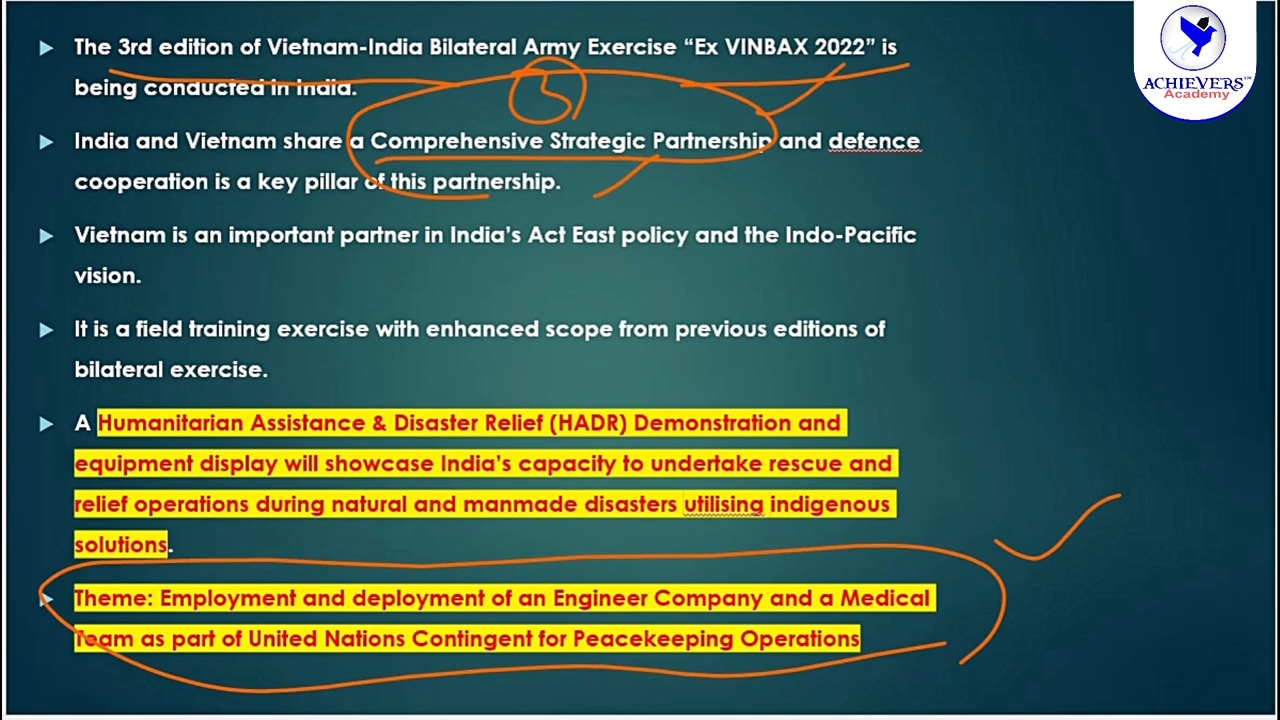 The 3rd edition of Vietnam-India Bilateral Army Exercise “Ex VINBAX 2022” is
being conducted in India.
3
India and Vietnam share a Comprehensive Strategic Partnership and defence
cooperation is a key pillar of this partnership.
Vietnam is an important partner in India’s Act East policy and the Indo-Pacific
vision.
It is a field training exercise with enhanced scope from previous editions of
bilateral exercise.
A Humanitarian Assistance & Disaster Relief (HADR) Demonstration and
equipment display will showcase India’s capacity to undertake rescue and
relief operations during natural and manmade disasters utilising indigenous
solutions.
Theme: Employment and deployment of an Engineer Company and a Medical
Team as part of United Nations Contingent for Peacekeeping Operations
ACHIEVERS™
Academy